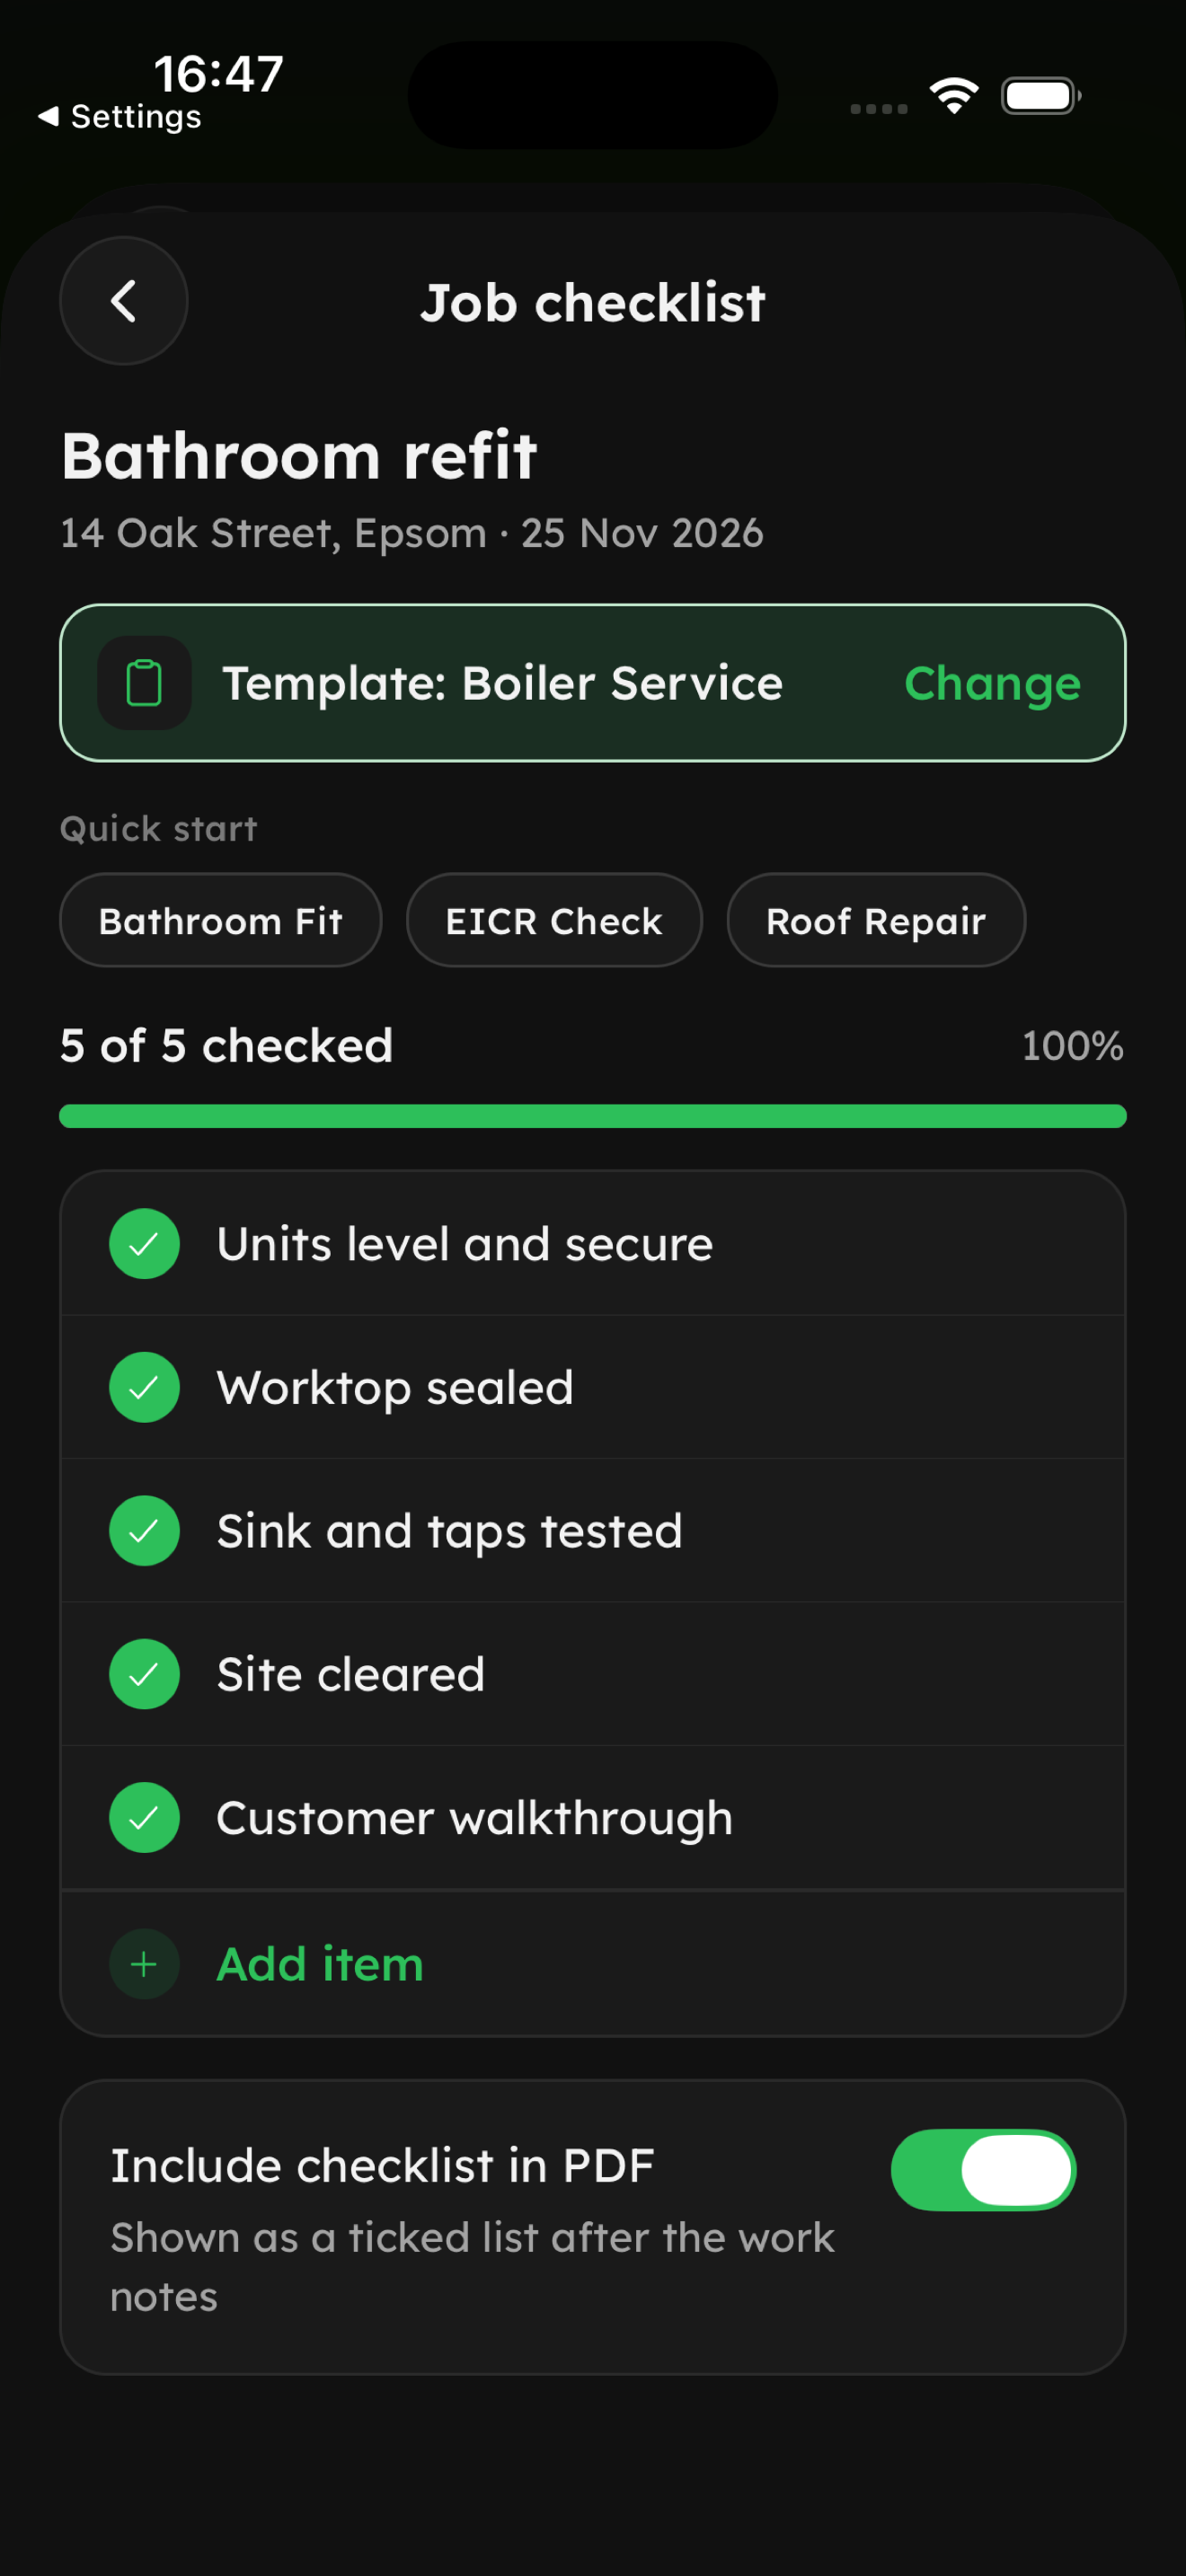 16:47
Settings
Job checklist
Bathroom refit
14 Oak Street, Epsom · 25 Nov 2026
Template: Boiler Service
Change
Quick start
Bathroom Fit
EICR Check
Roof Repair
5 of 5 checked
100%
Units level and secure
Worktop sealed
Sink and taps tested
Site cleared
Customer walkthrough
Add item
Include checklist in PDF
Shown as a ticked list after the work
notes